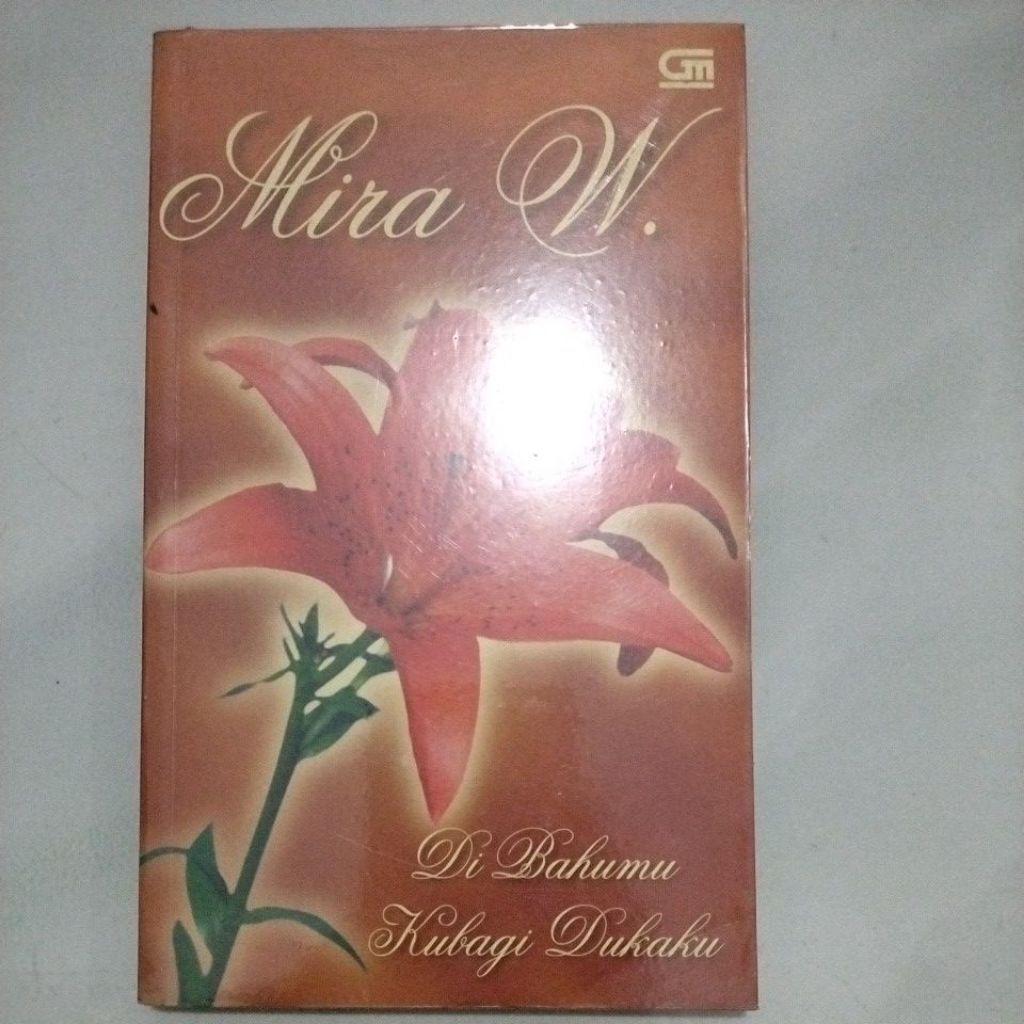 GM
Mira W.
Di Bahumu
Kubagi Dukaku